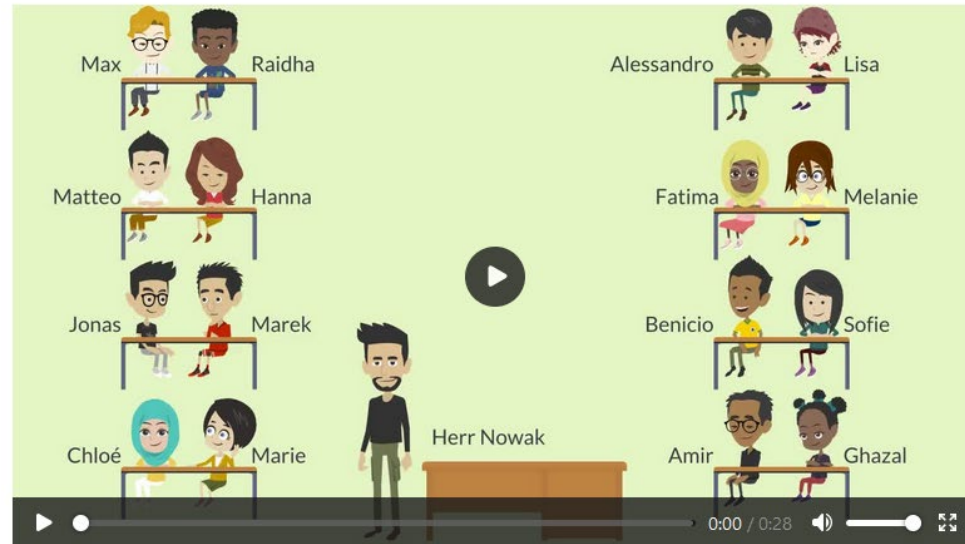 Max Raidha Alessandro Lisa
Matteo Hanna Fatima Melanie
Jonas Marek Benicio Sofie
Herr Nowak
Chloé Marie Amir Ghazal
0:00 / 0:28